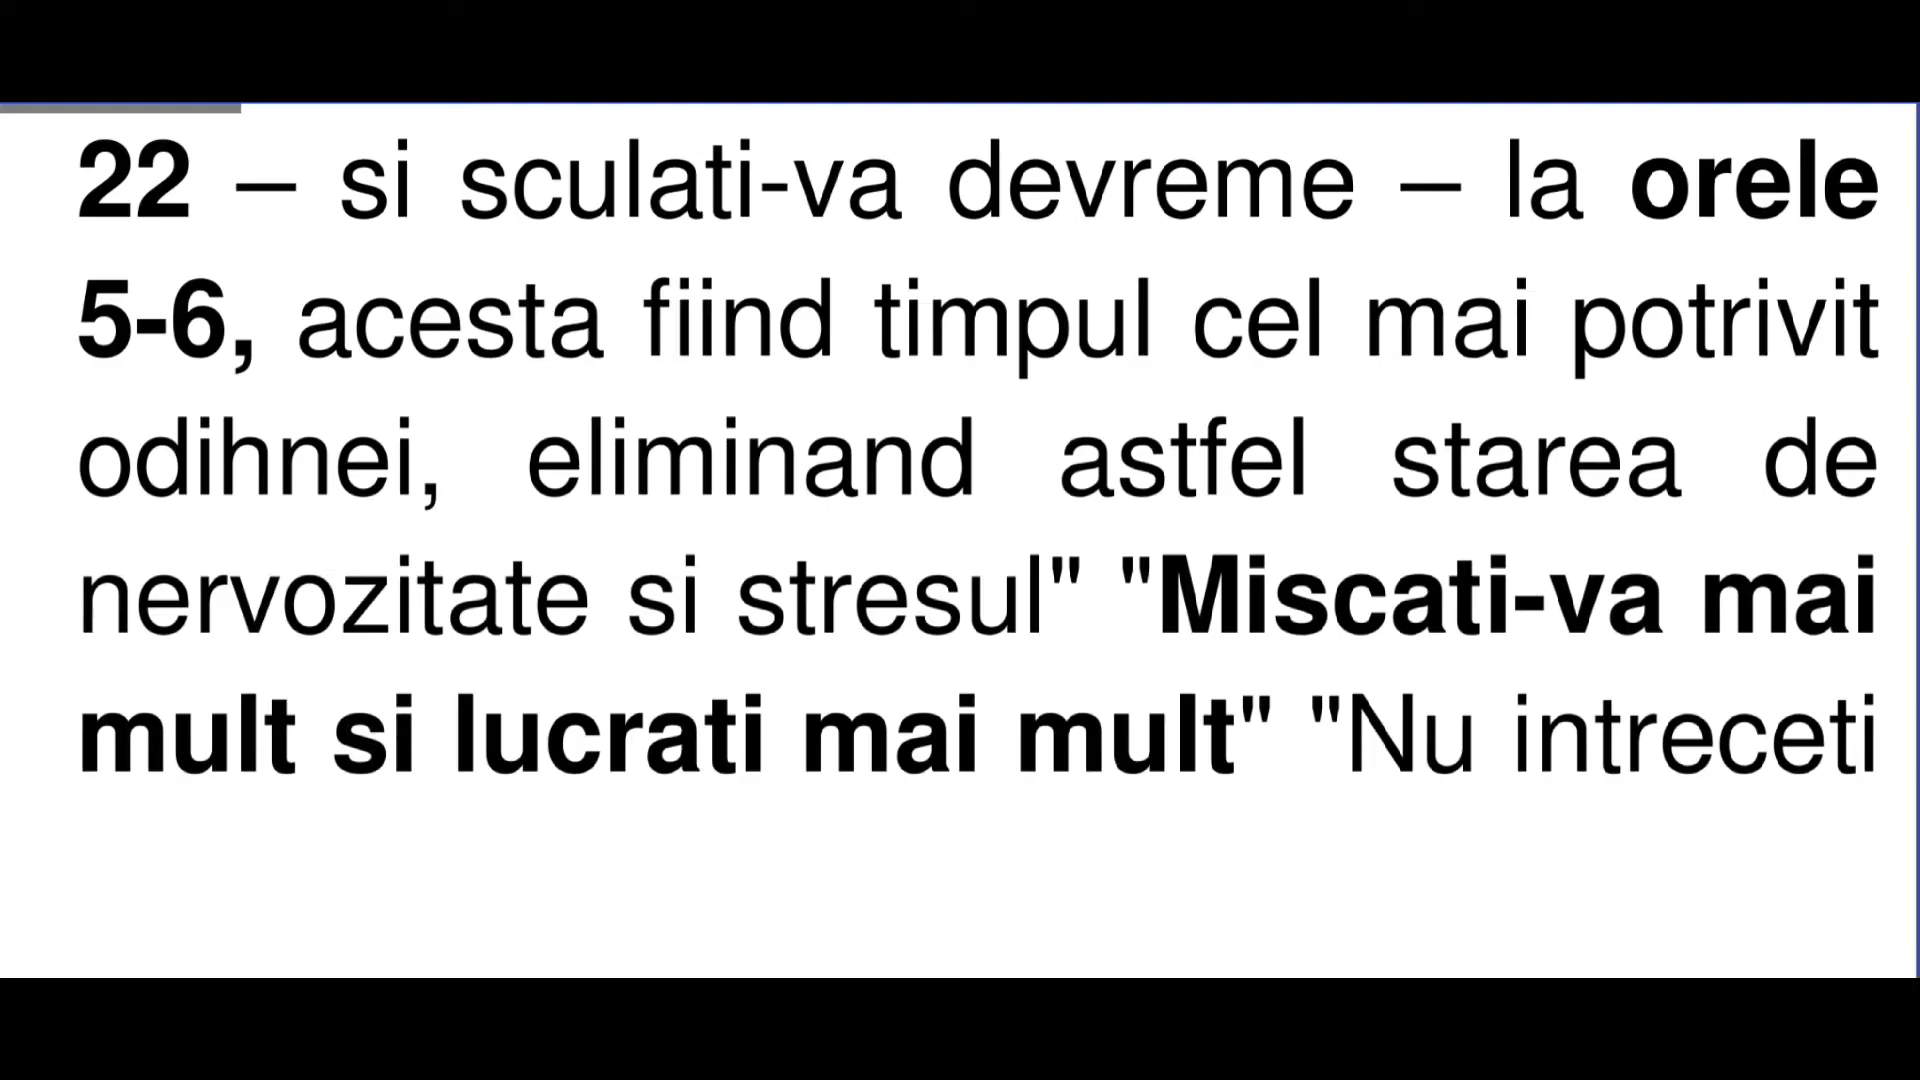 22 – si sculati-va devreme – la orele
5-6, acesta fiind timpul cel mai potrivit
odihnei, eliminand astfel starea de
nervozitate si stresul" "Miscati-va mai
mult si lucrati mai mult" "Nu intreceti